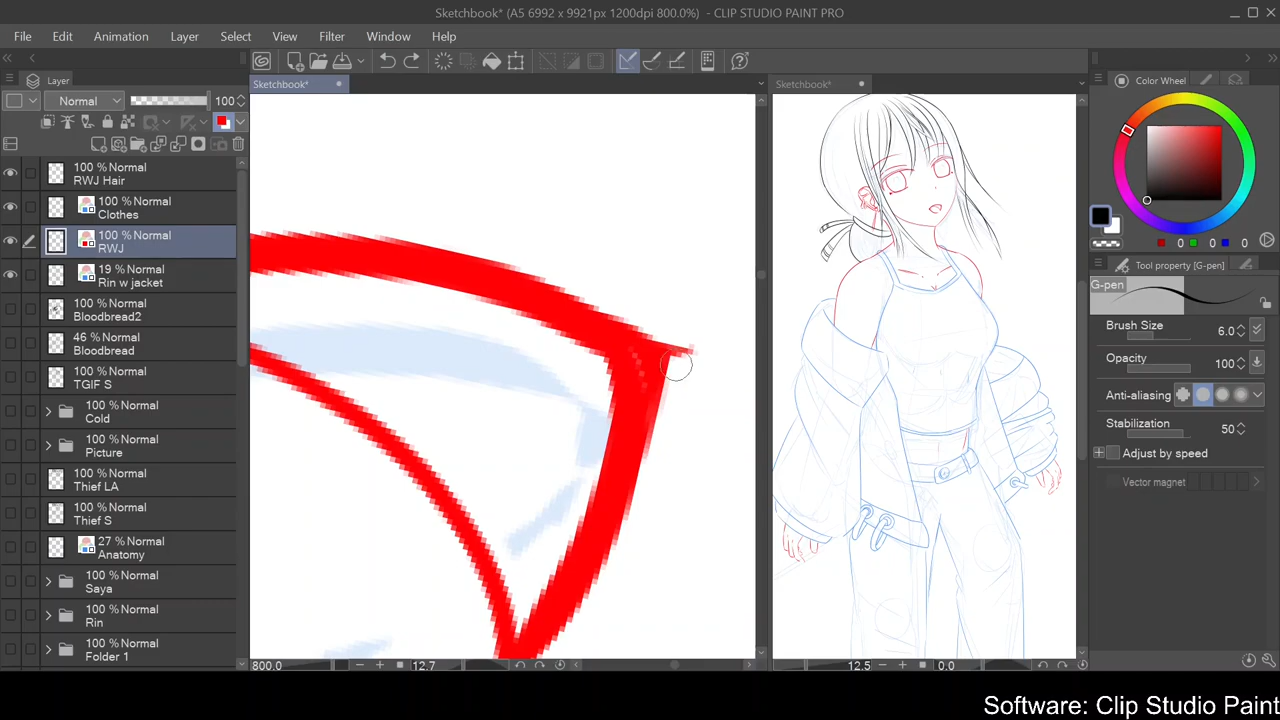 Sketchbook* (A5 6992 x 9921px 1200dpi 800.0%) - CLIP STUDIO PAINT PRO
File Edit Animation Layer Select View Filter Window Help
Layer
Sketchbook*
Sketchbook*
Color Wheel
Normal 100
100 % Normal
RWJ Hair
100 % Normal
Clothes
100 % Normal
RWJ
19 % Normal
Rin w jacket
100 % Normal
Bloodbread2
46 % Normal
Bloodbread
100 % Normal
TGIF S
100 % Normal
Cold
100 % Normal
Picture
100 % Normal
Thief LA
100 % Normal
Thief S
27 % Normal
Anatomy
100 % Normal
Saya
100 % Normal
Rin
100 % Normal
Folder 1
800.0 12.7
12.5 0.0
0 0 0
Tool property [G-pen]
G-pen
Brush Size 6.0
Opacity 100
Anti-aliasing
Stabilization 50
Adjust by speed
Vector magnet
Software: Clip Studio Paint